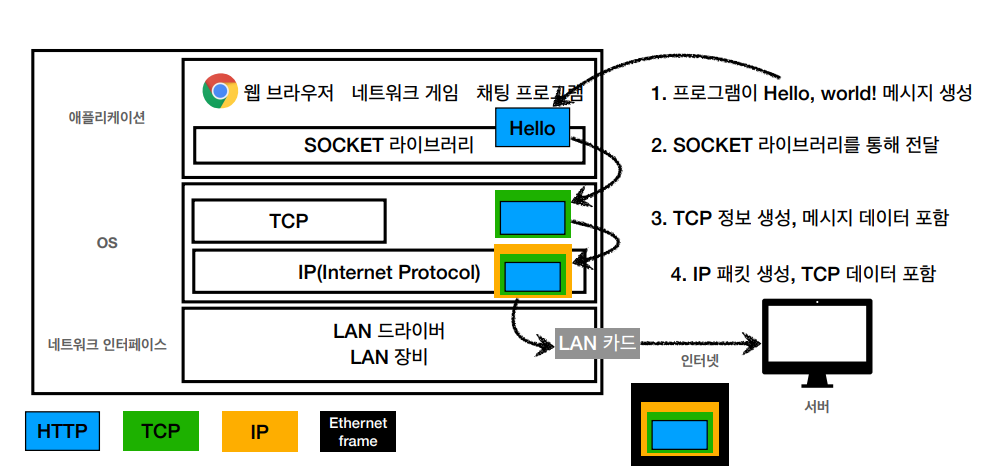 애플리케이션
웹 브라우저 네트워크 게임 채팅 프로그램
Hello
SOCKET 라이브러리
1. 프로그램이 Hello, world! 메시지 생성
2. SOCKET 라이브러리를 통해 전달
OS
TCP
IP(Internet Protocol)
3. TCP 정보 생성, 메시지 데이터 포함
4. IP 패킷 생성, TCP 데이터 포함
네트워크 인터페이스
LAN 드라이버
LAN 장비
LAN 카드
인터넷
서버
HTTP
TCP
IP
Ethernet
frame